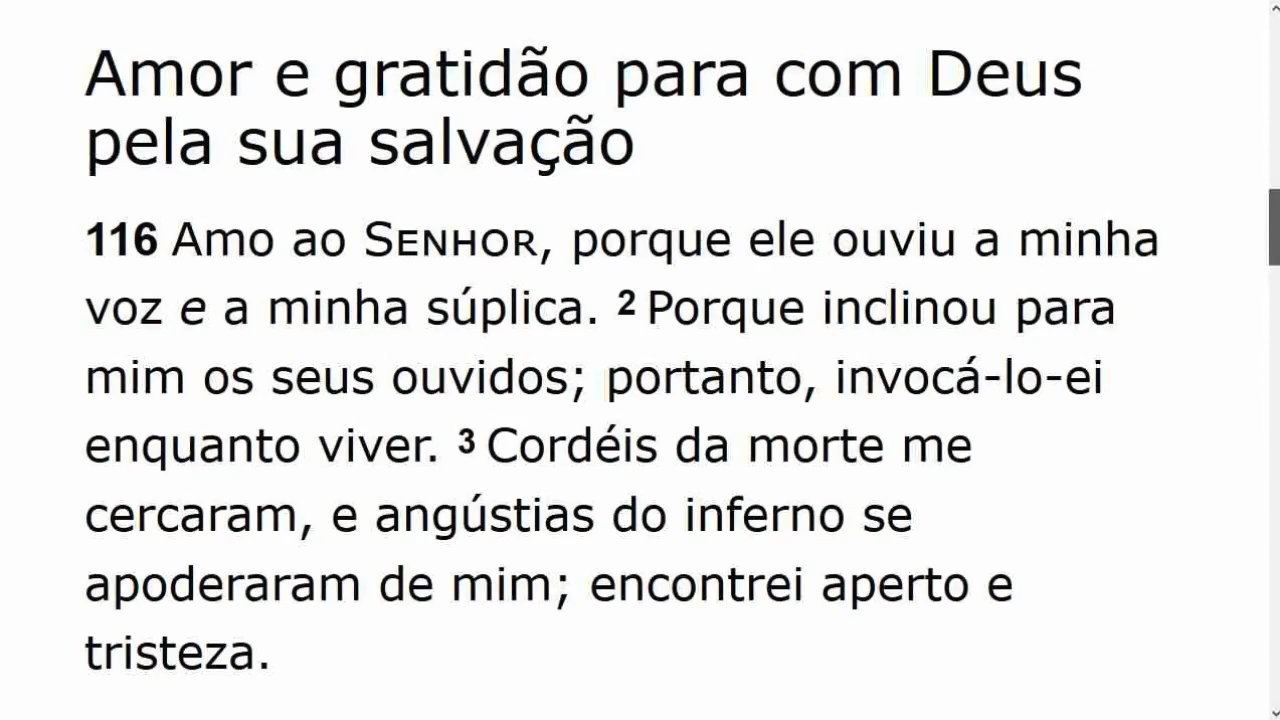 Amor e gratidão para com Deus
pela sua salvação
116 Amo ao SENHOR, porque ele ouviu a minha
voz e a minha súplica. 2 Porque inclinou para
mim os seus ouvidos; portanto, invocá-lo-ei
enquanto viver. 3 Cordéis da morte me
cercaram, e angústias do inferno se
apoderaram de mim; encontrei aperto e
tristeza.